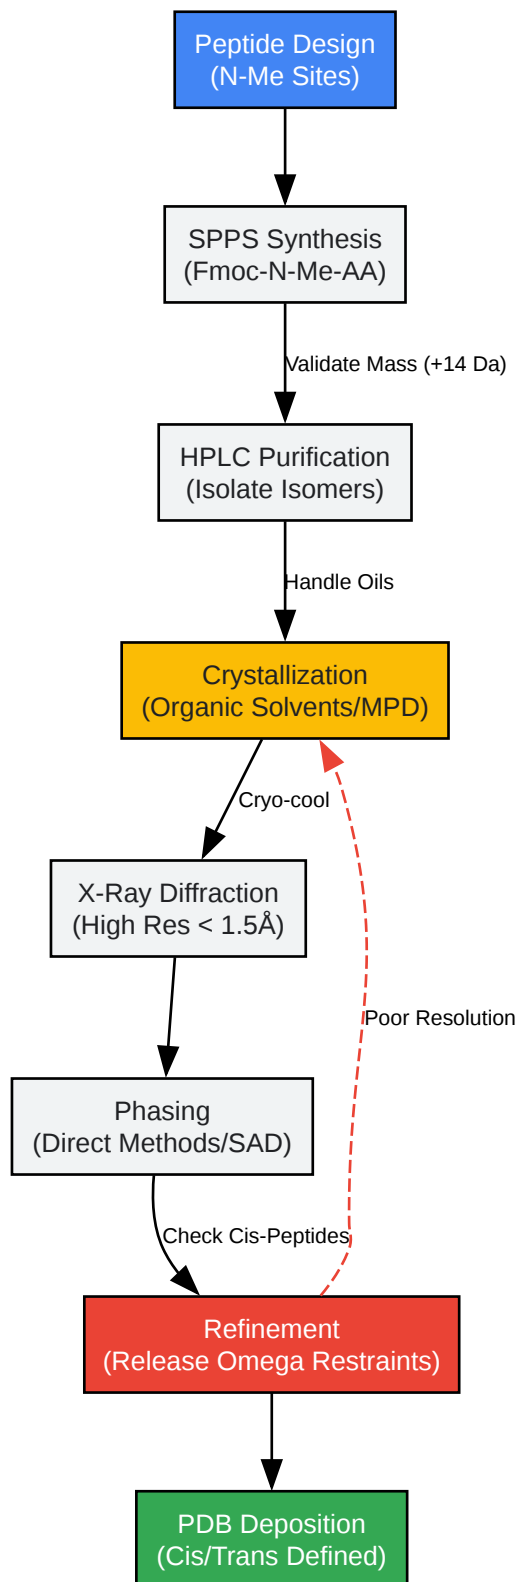 Peptide Design
(N-Me Sites)
SPPS Synthesis
(Fmoc-N-Me-AA)
Validate Mass (+14 Da)
HPLC Purification
(Isolate Isomers)
Handle Oils
Crystallization
(Organic Solvents/MPD)
Cryo-cool
X-Ray Diffraction
(High Res < 1.5Å)
Poor Resolution
Phasing
(Direct Methods/SAD)
Check Cis-Peptides
Refinement
(Release Omega Restraints)
PDB Deposition
(Cis/Trans Defined)